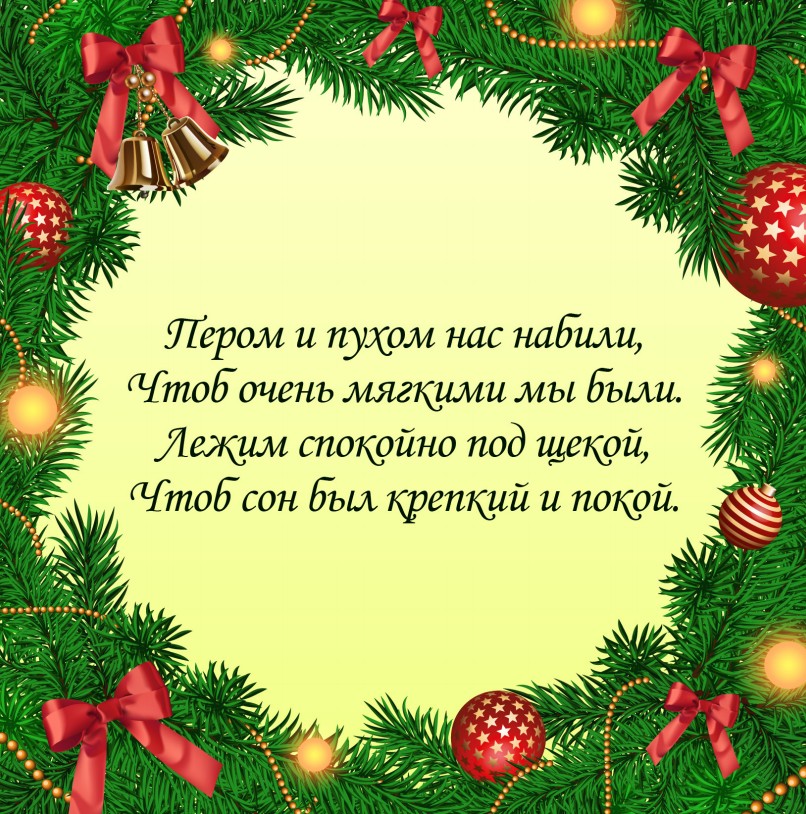 Пером и пухом нас набили,
Чтоб очень мягкими мы были.
Лежим спокойно под щекой,
Чтоб сон был крепкий и покой.